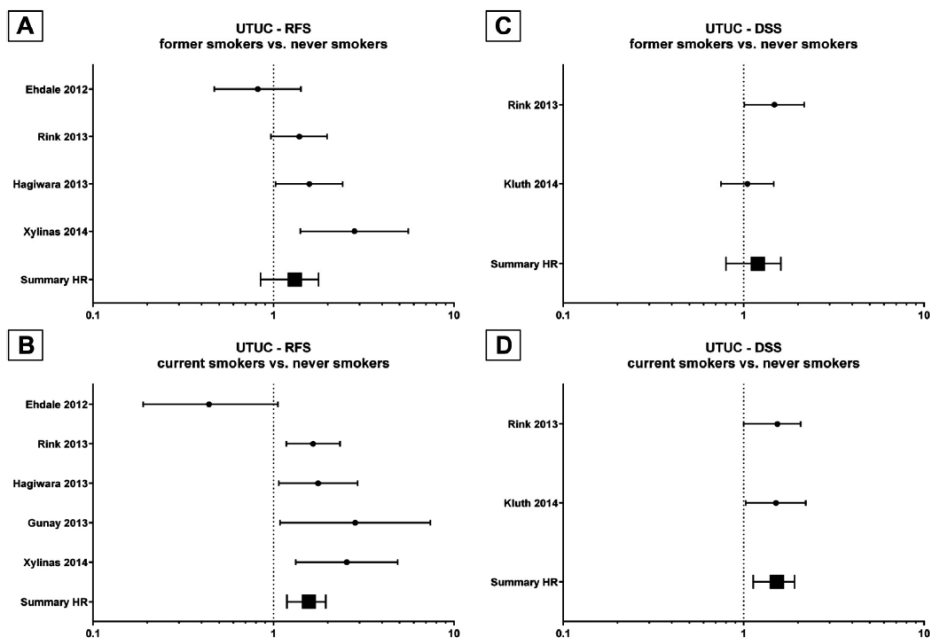 A
UTUC - RFS
former smokers vs. never smokers
Ehdale 2012
Rink 2013
Hagiwara 2013
Xylinas 2014
Summary HR
0.1
1
10
B
UTUC - RFS
current smokers vs. never smokers
Ehdale 2012
Rink 2013
Hagiwara 2013
Gunay 2013
Xylinas 2014
Summary HR
0.1
1
10
C
UTUC - DSS
former smokers vs. never smokers
Rink 2013
Kluth 2014
Summary HR
0.1
1
10
D
UTUC - DSS
current smokers vs. never smokers
Rink 2013
Kluth 2014
Summary HR
0.1
1
10